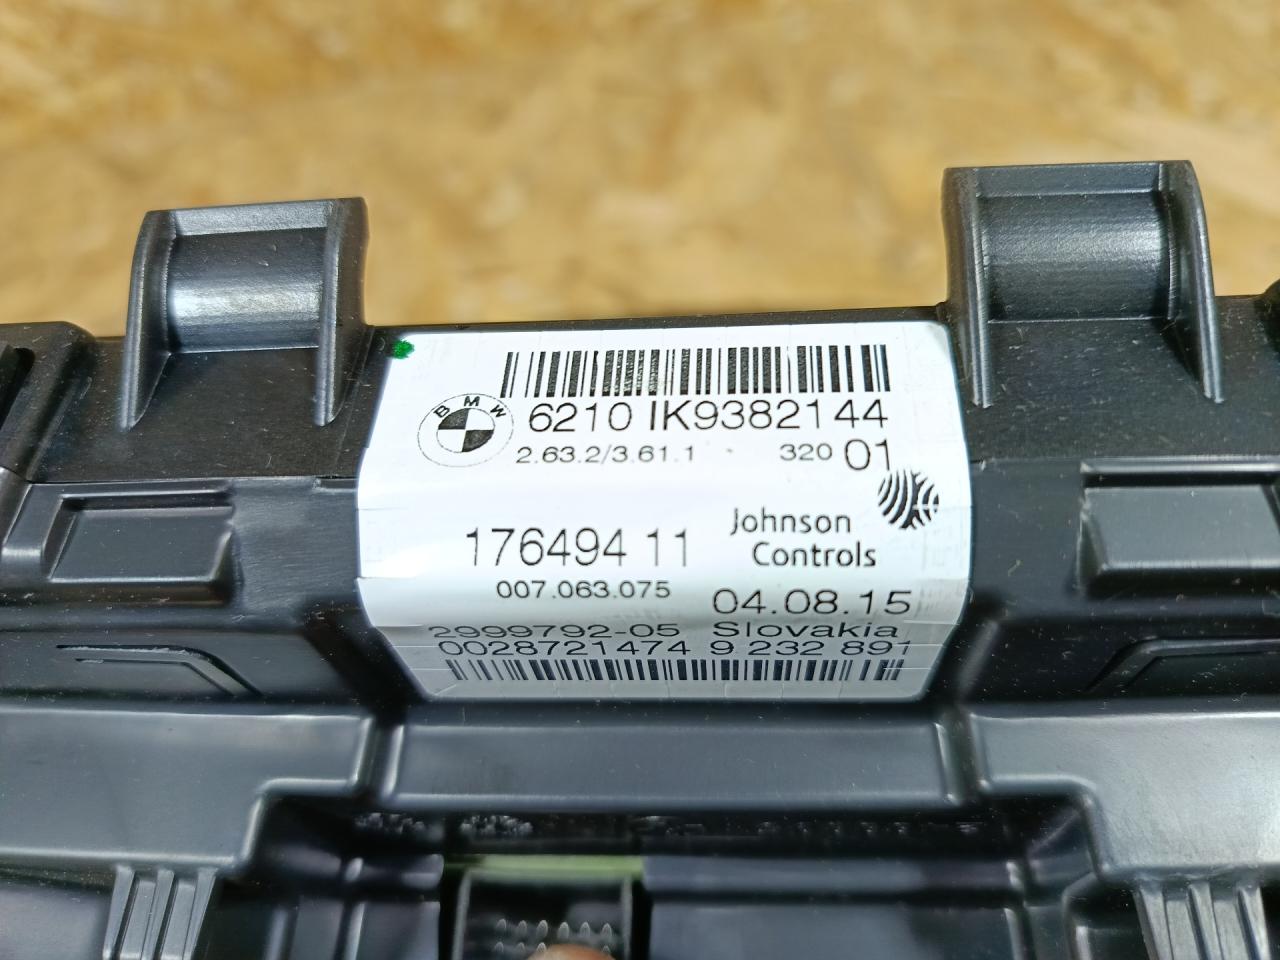 BMW
6210 IK9382144
2.63.2/3.61.1 320 01
176494 11 Johnson Controls
007.063.075 04.08.15
2999792-05 Slovakia
0028721474 9 232 891